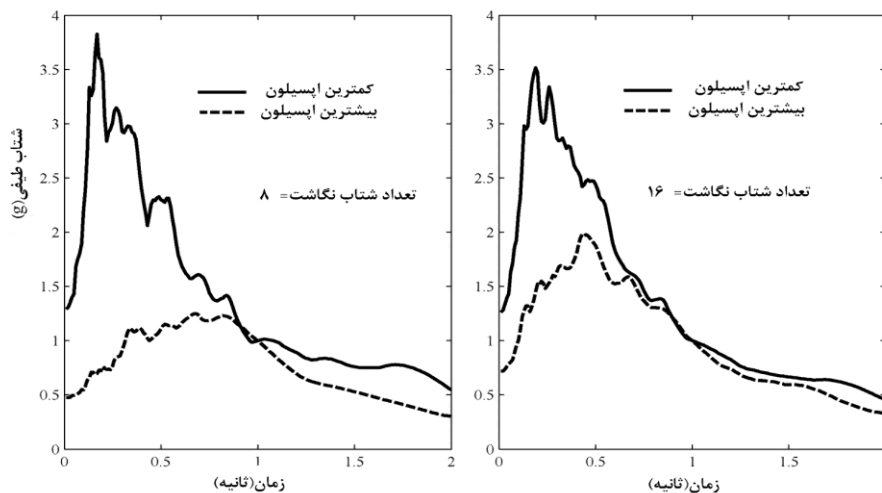 4
3.5
3
2.5
2
1.5
1
0.5
0
شتاب طیفی(g)
کمترین اپسیلون
بیشترین اپسیلون
تعداد شتاب نگاشت= ۸
0 0.5 1 1.5 2
زمان(ثانیه)
4
3.5
3
2.5
2
1.5
1
0.5
0
کمترین اپسیلون
بیشترین اپسیلون
تعداد شتاب نگاشت= ۱۶
0 0.5 1 1.5 2
زمان(ثانیه)